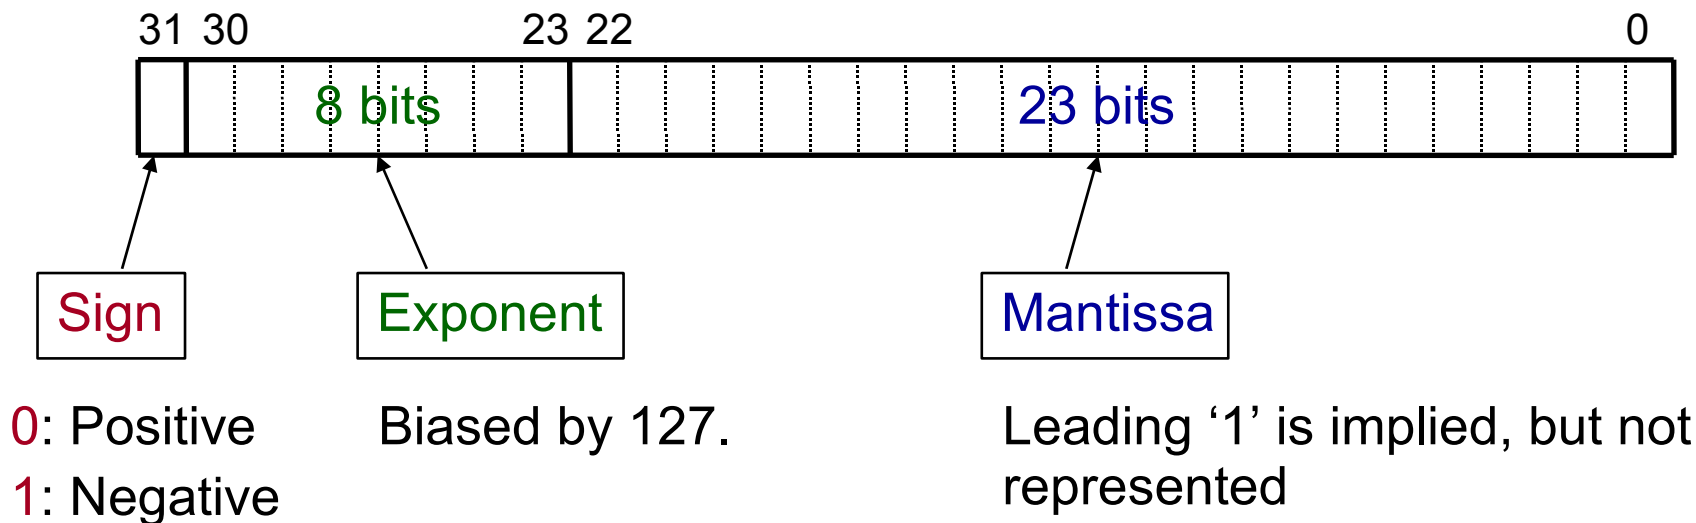 31 30 23 22 0
8 bits 23 bits
Sign Exponent Mantissa
0: Positive Biased by 127. Leading ‘1’ is implied, but not
1: Negative represented